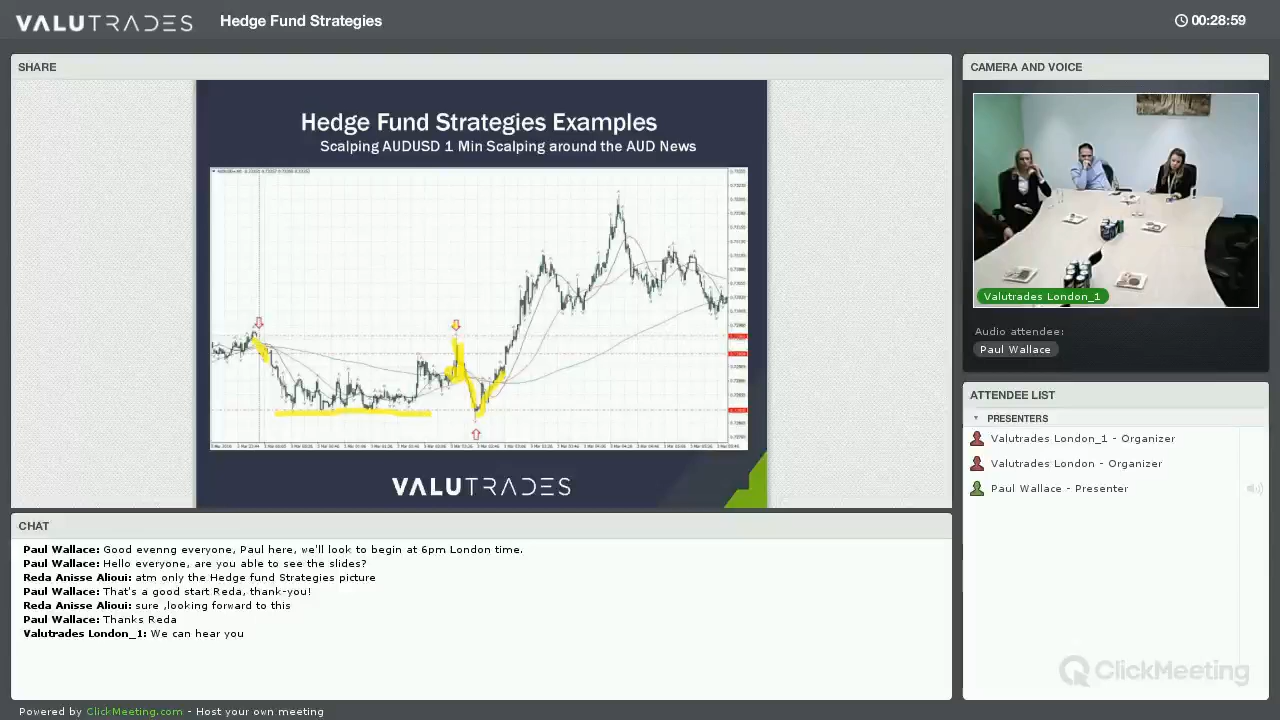 VALUTRADES
Hedge Fund Strategies
00:28:59
SHARE
Hedge Fund Strategies Examples
Scalping AUDUSD 1 Min Scalping around the AUD News
VALUTRADES
CAMERA AND VOICE
Valutrades London_1
Audio attendee:
Paul Wallace
ATTENDEE LIST
PRESENTERS
Valutrades London_1 - Organizer
Valutrades London - Organizer
Paul Wallace - Presenter
CHAT
Paul Wallace: Good evenng everyone, Paul here, we'll look to begin at 6pm London time.
Paul Wallace: Hello everyone, are you able to see the slides?
Reda Anisse Alioui: atm only the Hedge fund Strategies picture
Paul Wallace: That's a good start Reda, thank-you!
Reda Anisse Alioui: sure ,looking forward to this
Paul Wallace: Thanks Reda
Valutrades London_1: We can hear you
ClickMeeting
Powered by ClickMeeting.com - Host your own meeting